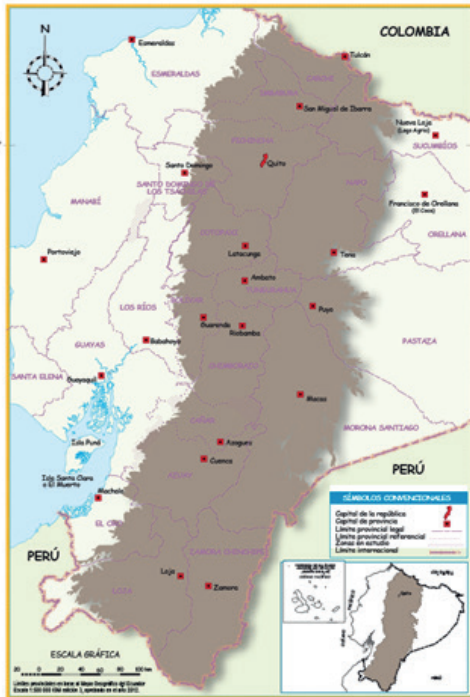 N
COLOMBIA
Esmeraldas
Tulcán
ESMERALDAS
CARCHI
IMBABURA
San Miguel de Ibarra
Nueva Loja
(Lago Agrio)
SUCUMBÍOS
PICHINCHA
Quito
Santo Domingo
SANTO DOMINGO DE
LOS TSÁCHILAS
NAPO
Francisco de Orellana
(El Coca)
MANABÍ
ORELLANA
COTOPAXI
Latacunga
Tena
Portoviejo
Ambato
TUNGURAHUA
LOS RÍOS
BOLÍVAR
Guaranda
Riobamba
Puyo
GUAYAS
Babahoyo
PASTAZA
CHIMBORAZO
SANTA ELENA
Guayaquil
Macas
CAÑAR
MORONA SANTIAGO
Isla Puná
Azogues
Cuenca
AZUAY
Isla Santa Clara
o El Muerto
PERÚ
Machala
SÍMBOLOS CONVENCIONALES
Capital de la república
Capital de provincia
Límite provincial legal
Límite provincial referencial
Zonas en estudio
Límite internacional
EL ORO
PERÚ
ZAMORA CHINCHIPE
Loja
Zamora
LOJA
ESCALA GRÁFICA
20 0 20 40 60 80 100 km